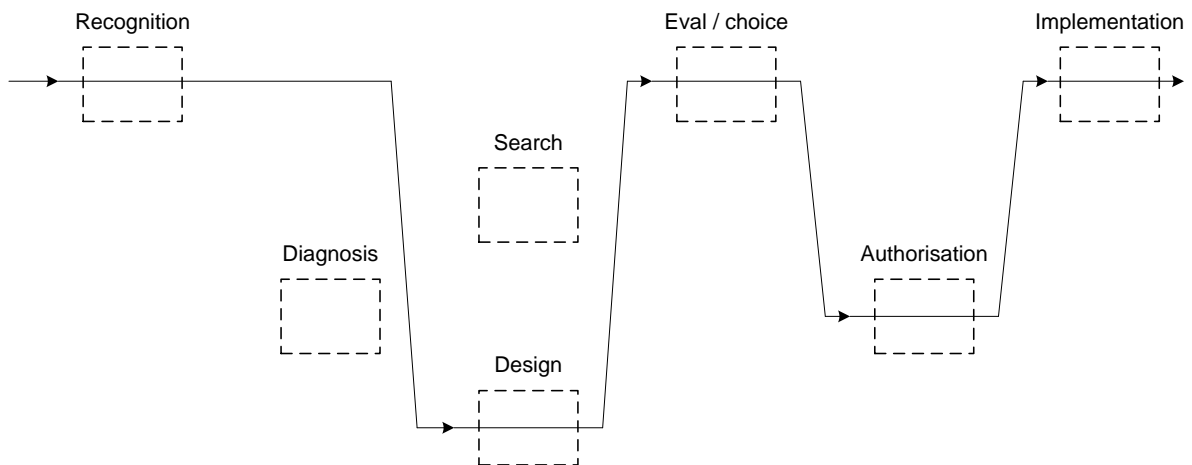 Recognition
Eval / choice
Implementation
Search
Diagnosis
Authorisation
Design